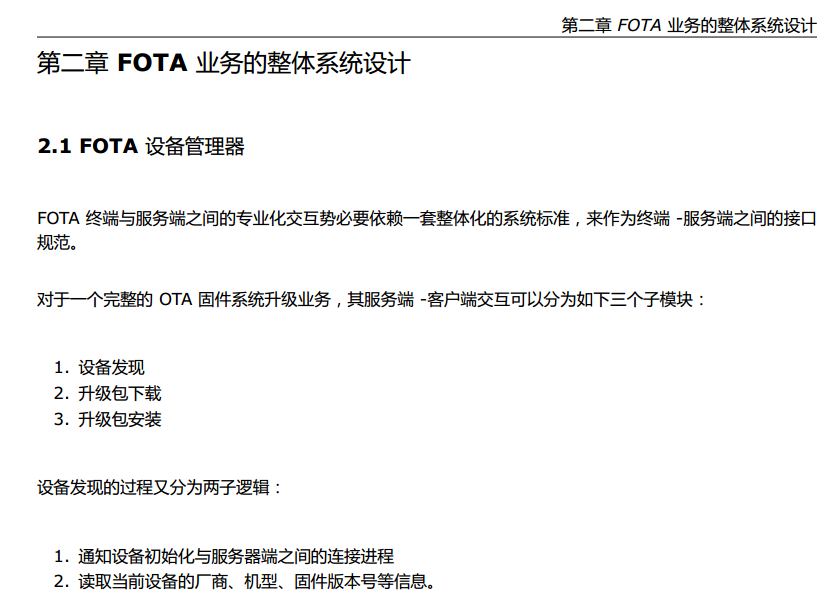 第二章 FOTA 业务的整体系统设计
第二章 FOTA 业务的整体系统设计
2.1 FOTA 设备管理器
FOTA 终端与服务端之间的专业化交互势必要依赖一套整体化的系统标准，来作为终端 -服务端之间的接口
规范。
对于一个完整的 OTA 固件系统升级业务，其服务端 -客户端交互可以分为如下三个子模块：
1. 设备发现
2. 升级包下载
3. 升级包安装
设备发现的过程又分为两子逻辑：
1. 通知设备初始化与服务器端之间的连接进程
2. 读取当前设备的厂商、机型、固件版本号等信息。